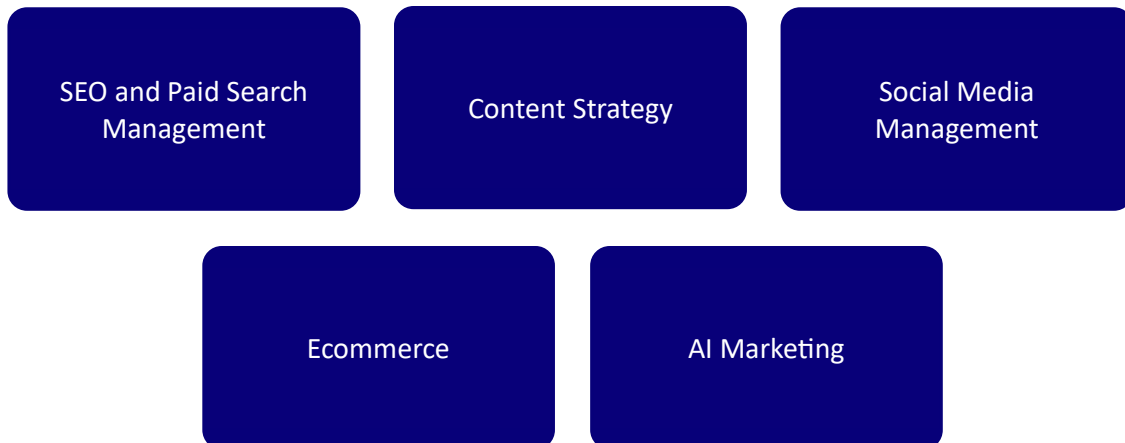 SEO and Paid Search
Management
Content Strategy
Social Media
Management
Ecommerce
AI Marketing